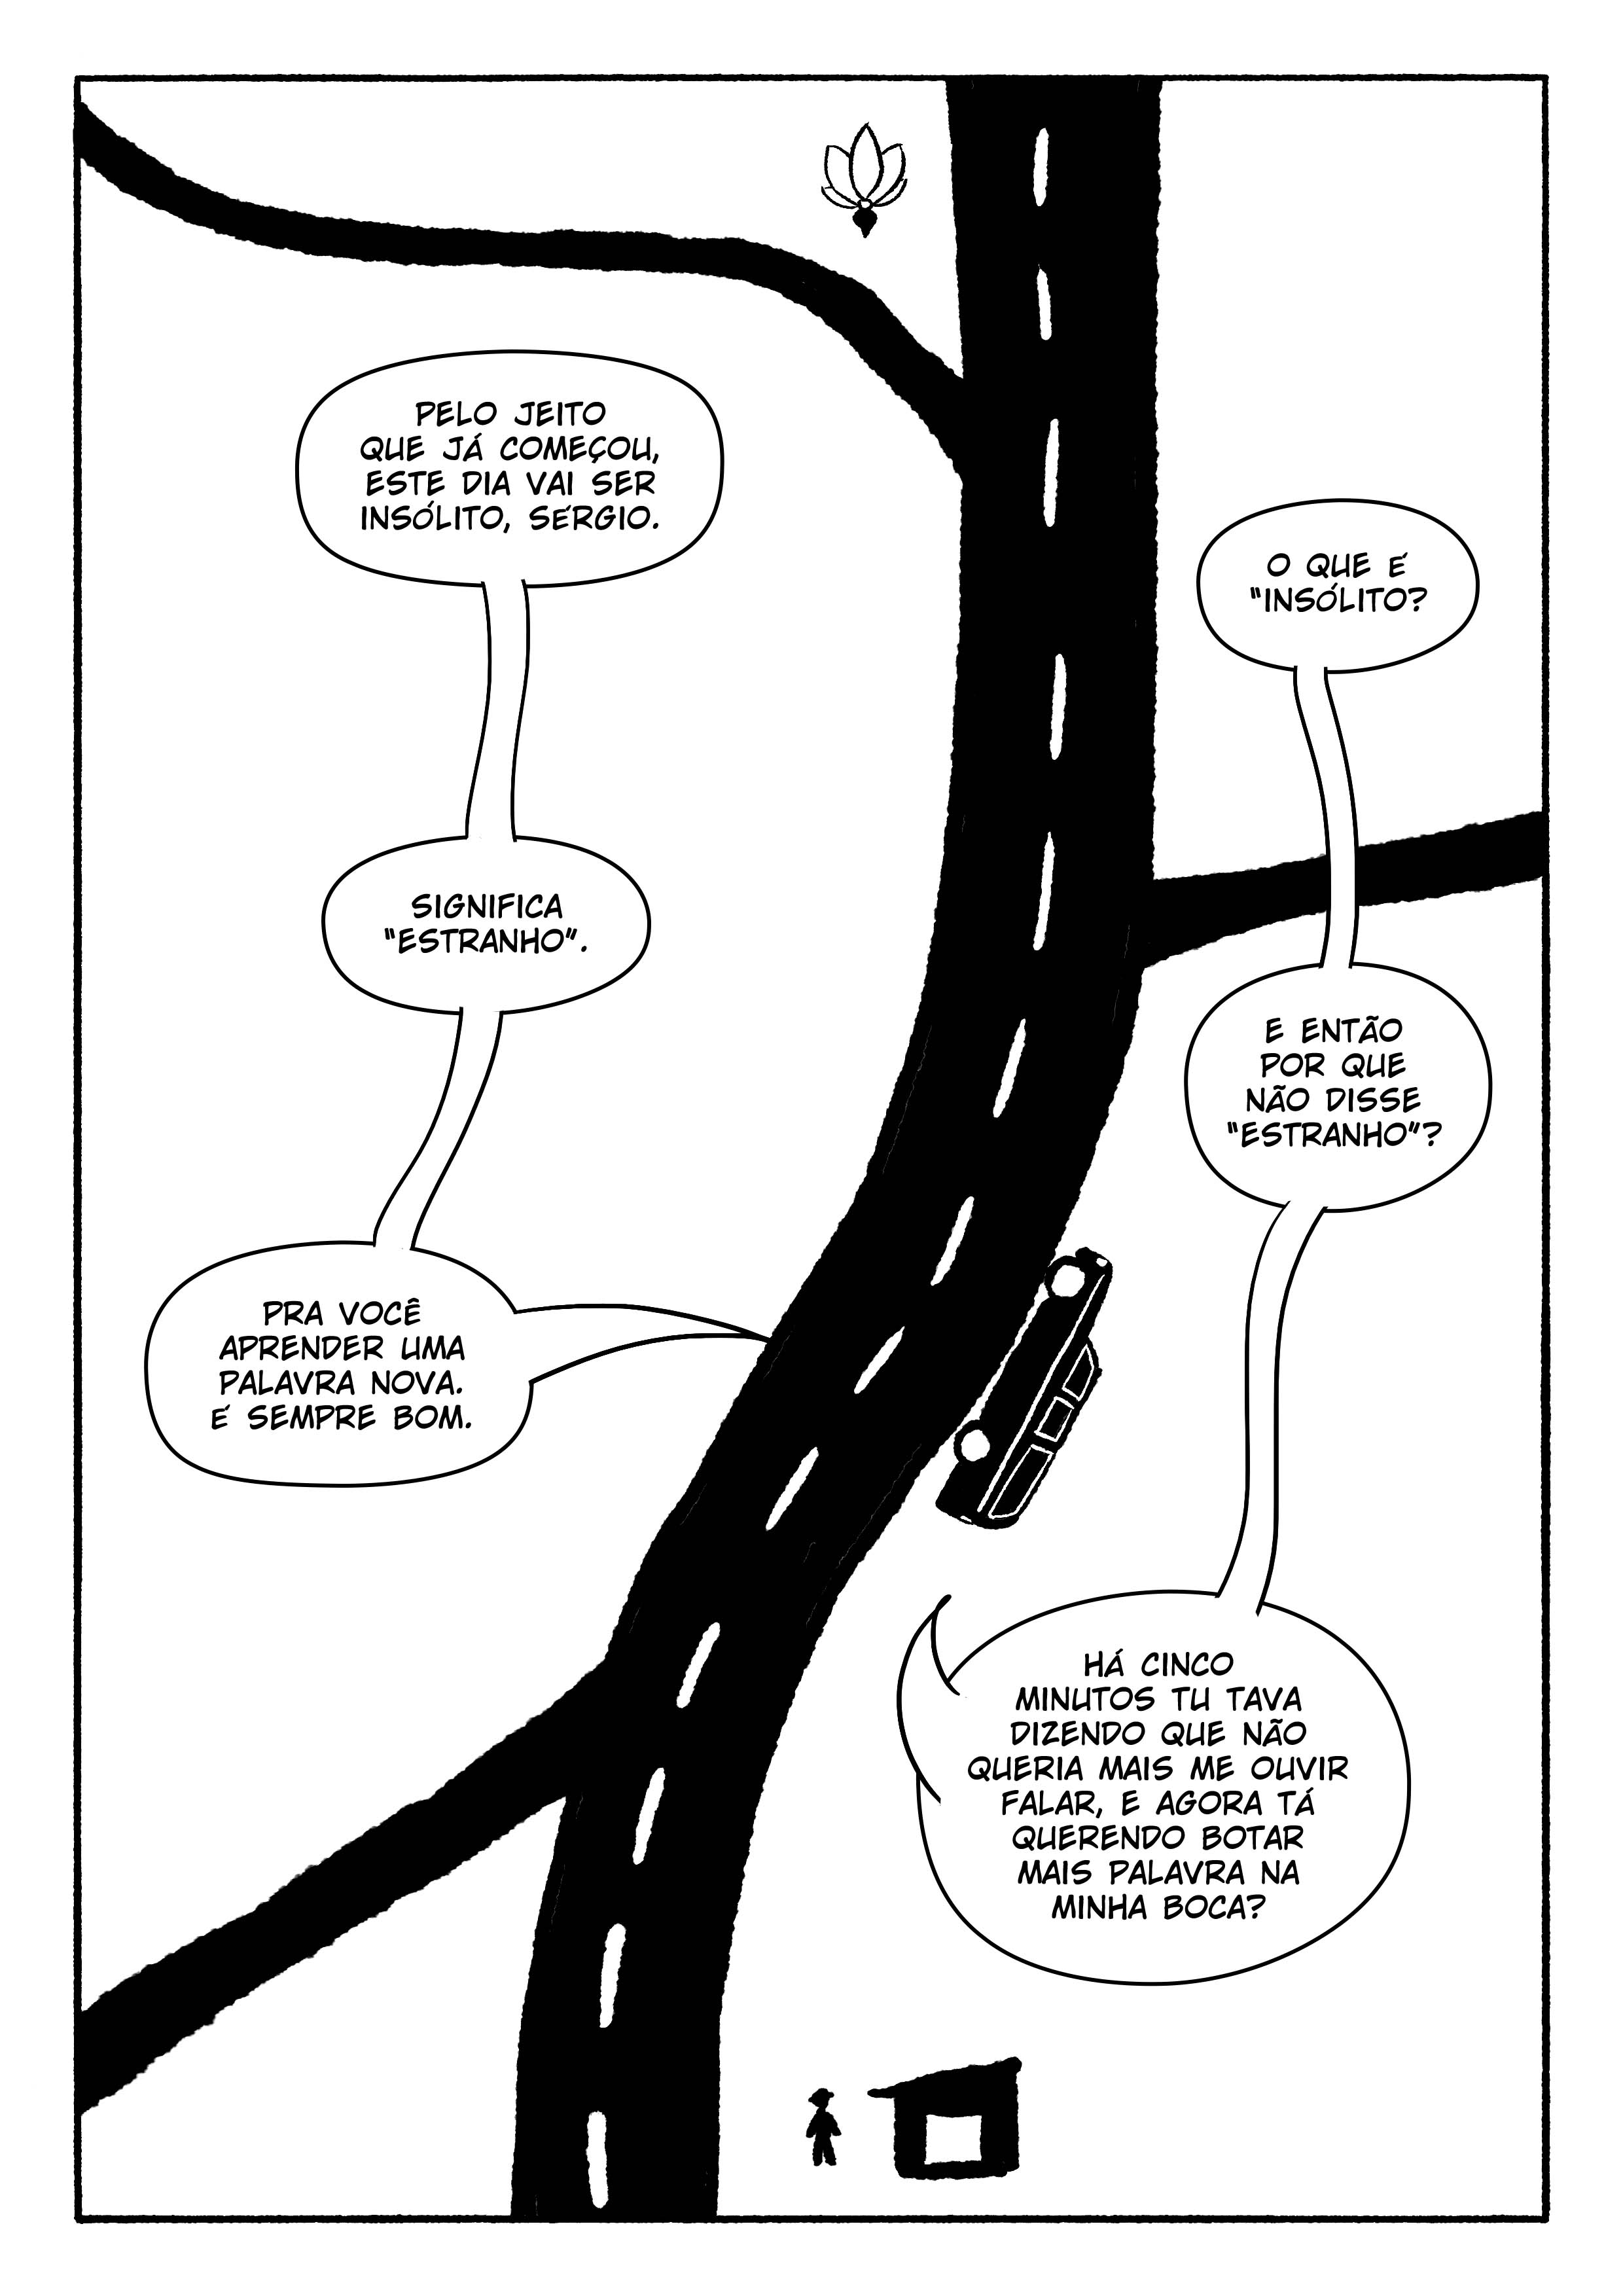 PELO JEITO
QUE JÁ COMEÇOU,
ESTE DIA VAI SER
INSÓLITO, SÉRGIO.
O QUE É
"INSÓLITO?
SIGNIFICA
"ESTRANHO".
E ENTÃO
POR QUE
NÃO DISSE
"ESTRANHO"?
PRA VOCÊ
APRENDER UMA
PALAVRA NOVA.
É SEMPRE BOM.
HÁ CINCO
MINUTOS TU TAVA
DIZENDO QUE NÃO
QUERIA MAIS ME OUVIR
FALAR, E AGORA TÁ
QUERENDO BOTAR
MAIS PALAVRA NA
MINHA BOCA?